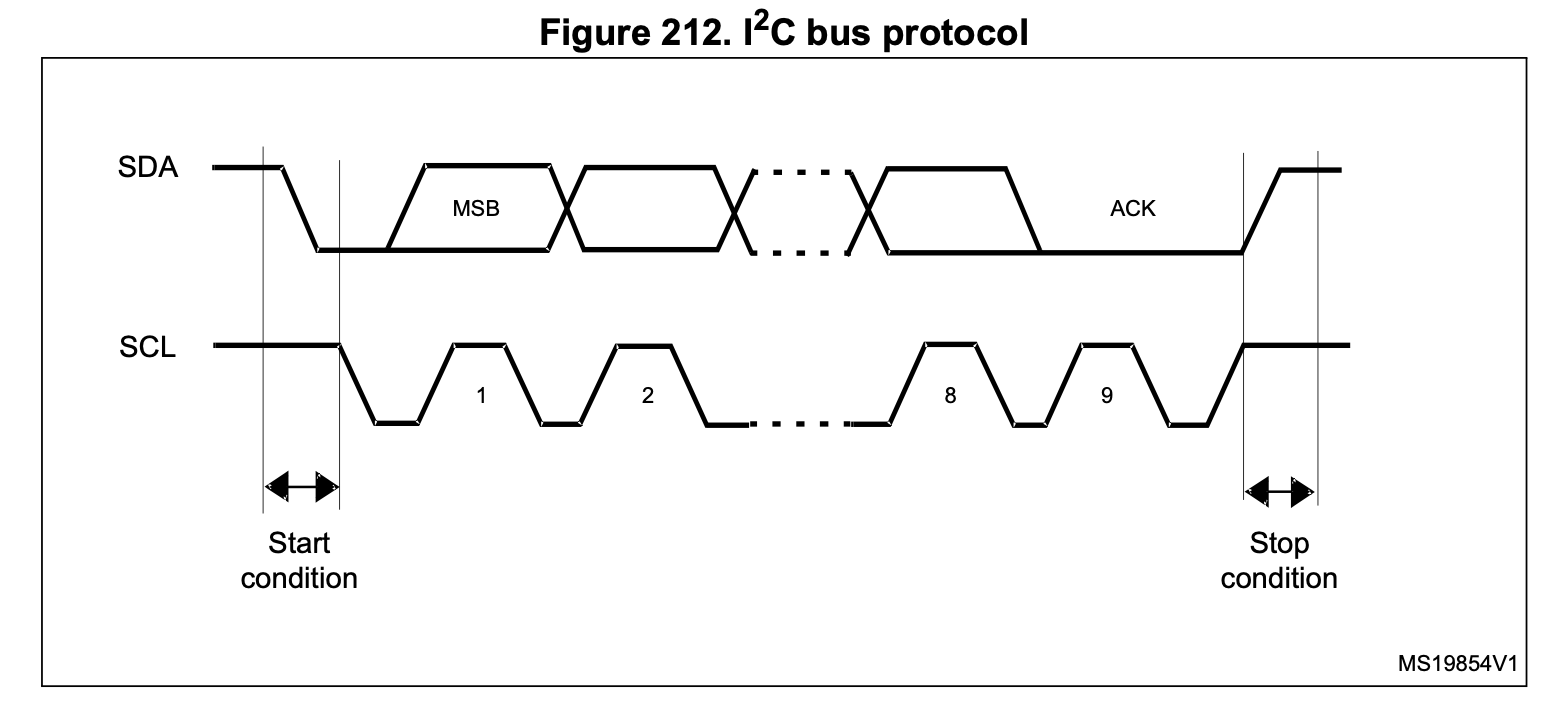 Figure 212. I²C bus protocol
SDA
MSB
ACK
SCL
1
2
8
9
Start
condition
Stop
condition
MS19854V1